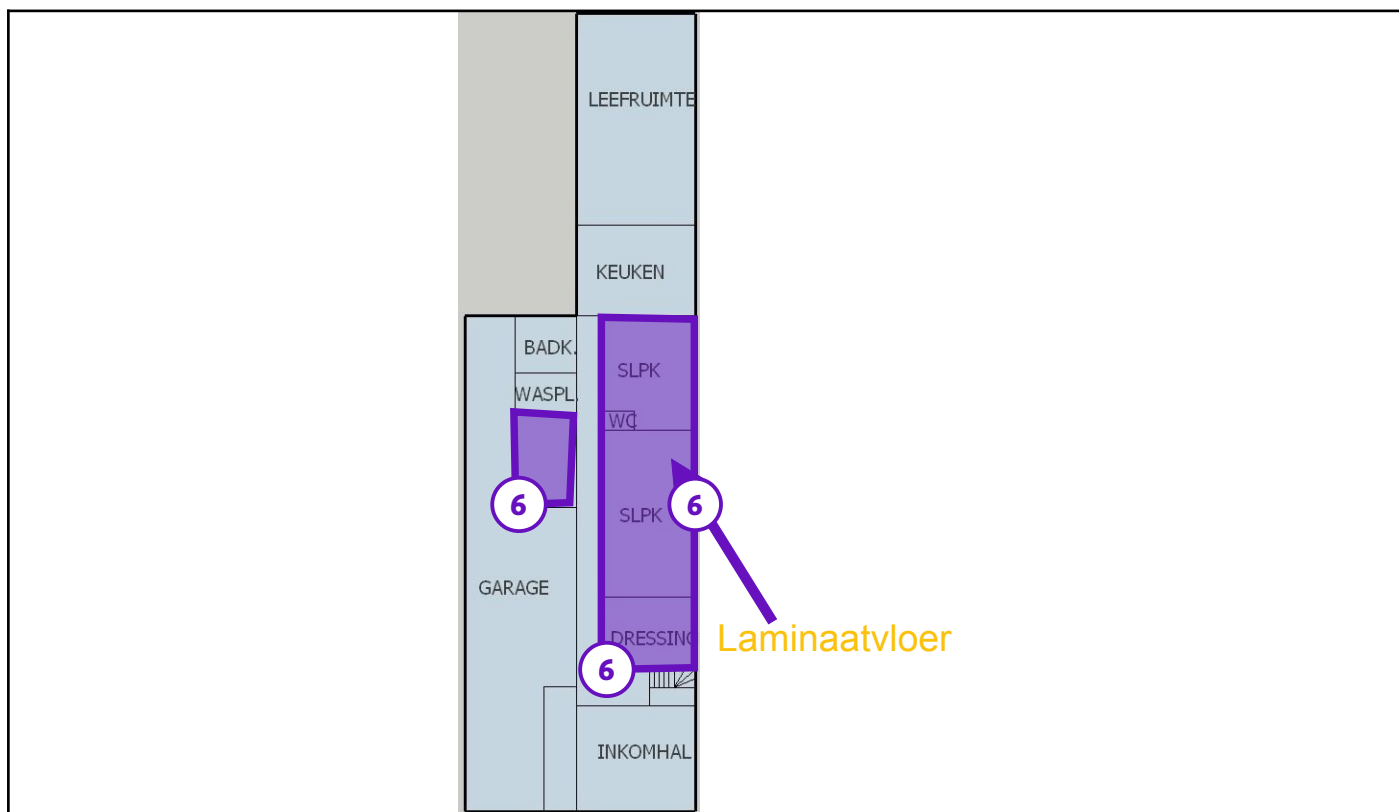 LEEFRUIMTE
KEUKEN
BADK.
SLPK
WASPL.
WC
6
6
SLPK
GARAGE
DRESSING
Laminaatvloer
6
INKOMHAL